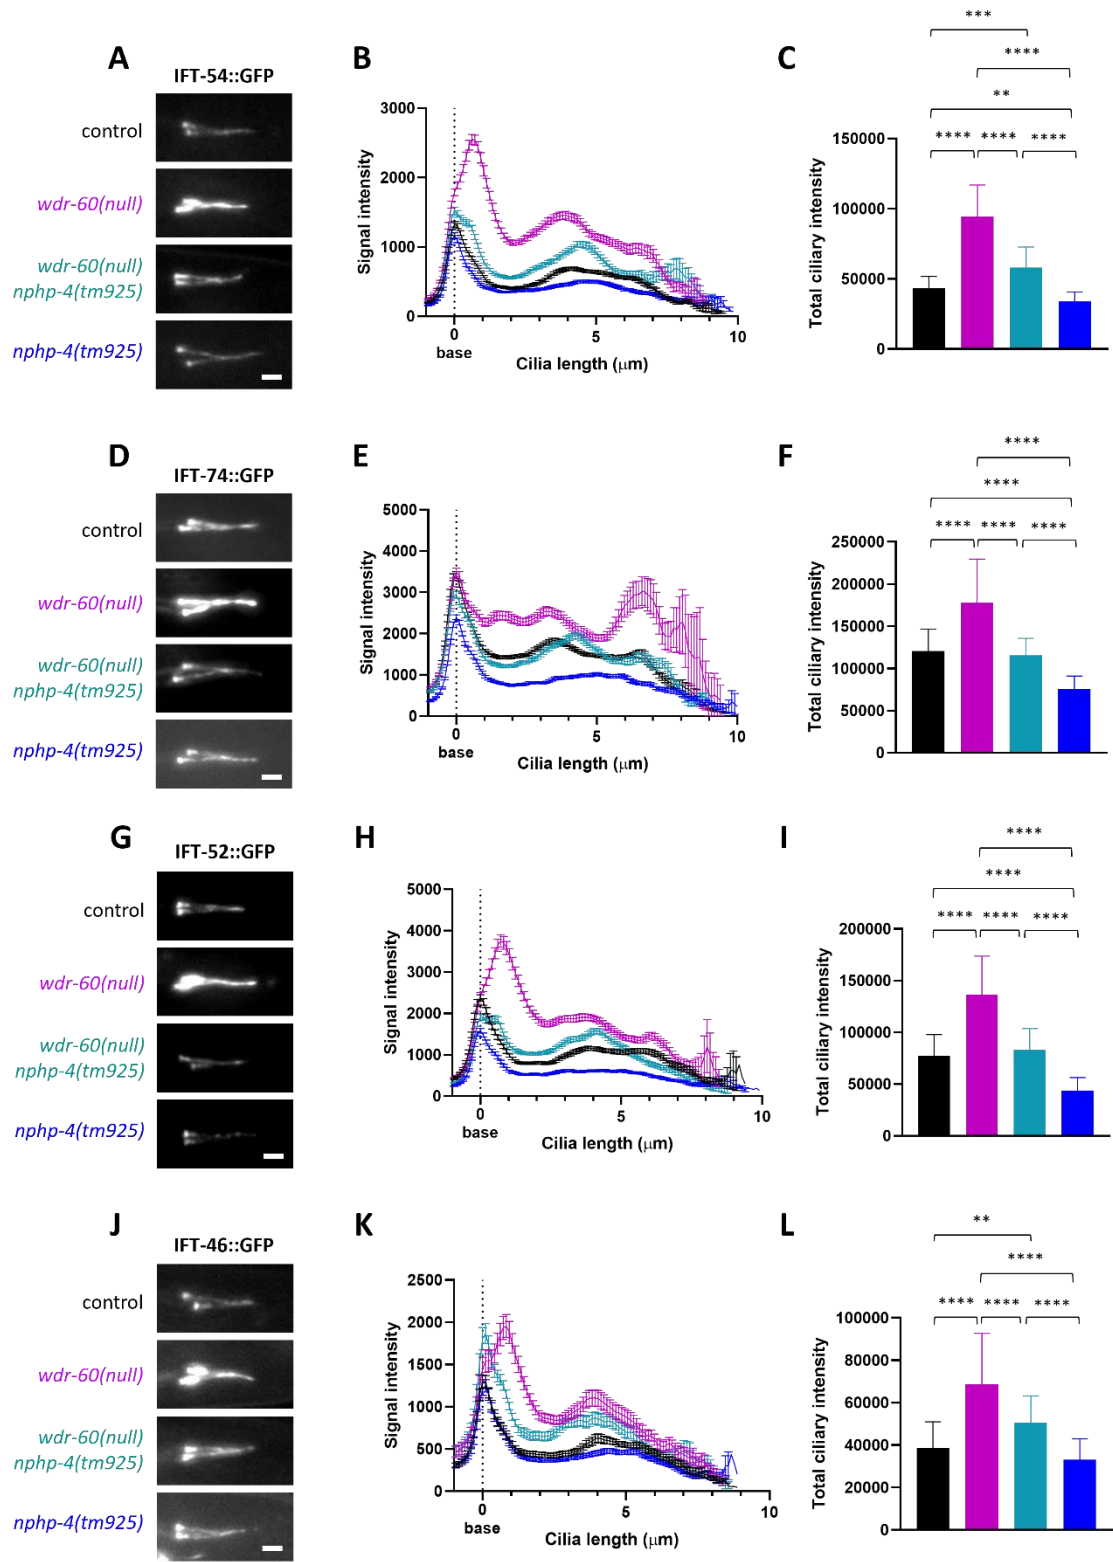 A
IFT-54::GFP
control
wdr-60(null)
wdr-60(null)
nphp-4(tm925)
nphp-4(tm925)
B
Signal intensity
3000
2000
1000
0
0
5
10
base
Cilia length (μm)
C
***
****
**
****
****
****
Total ciliary intensity
150000
100000
50000
0
D
IFT-74::GFP
control
wdr-60(null)
wdr-60(null)
nphp-4(tm925)
nphp-4(tm925)
E
Signal intensity
5000
4000
3000
2000
1000
0
0
5
10
base
Cilia length (μm)
F
****
****
****
****
****
Total ciliary intensity
250000
200000
150000
100000
50000
0
G
IFT-52::GFP
control
wdr-60(null)
wdr-60(null)
nphp-4(tm925)
nphp-4(tm925)
H
Signal intensity
5000
4000
3000
2000
1000
0
0
5
10
base
Cilia length (μm)
I
****
****
****
****
****
Total ciliary intensity
200000
150000
100000
50000
0
J
IFT-46::GFP
control
wdr-60(null)
wdr-60(null)
nphp-4(tm925)
nphp-4(tm925)
K
Signal intensity
2500
2000
1500
1000
500
0
0
5
10
base
Cilia length (μm)
L
**
****
****
****
****
Total ciliary intensity
100000
80000
60000
40000
20000
0